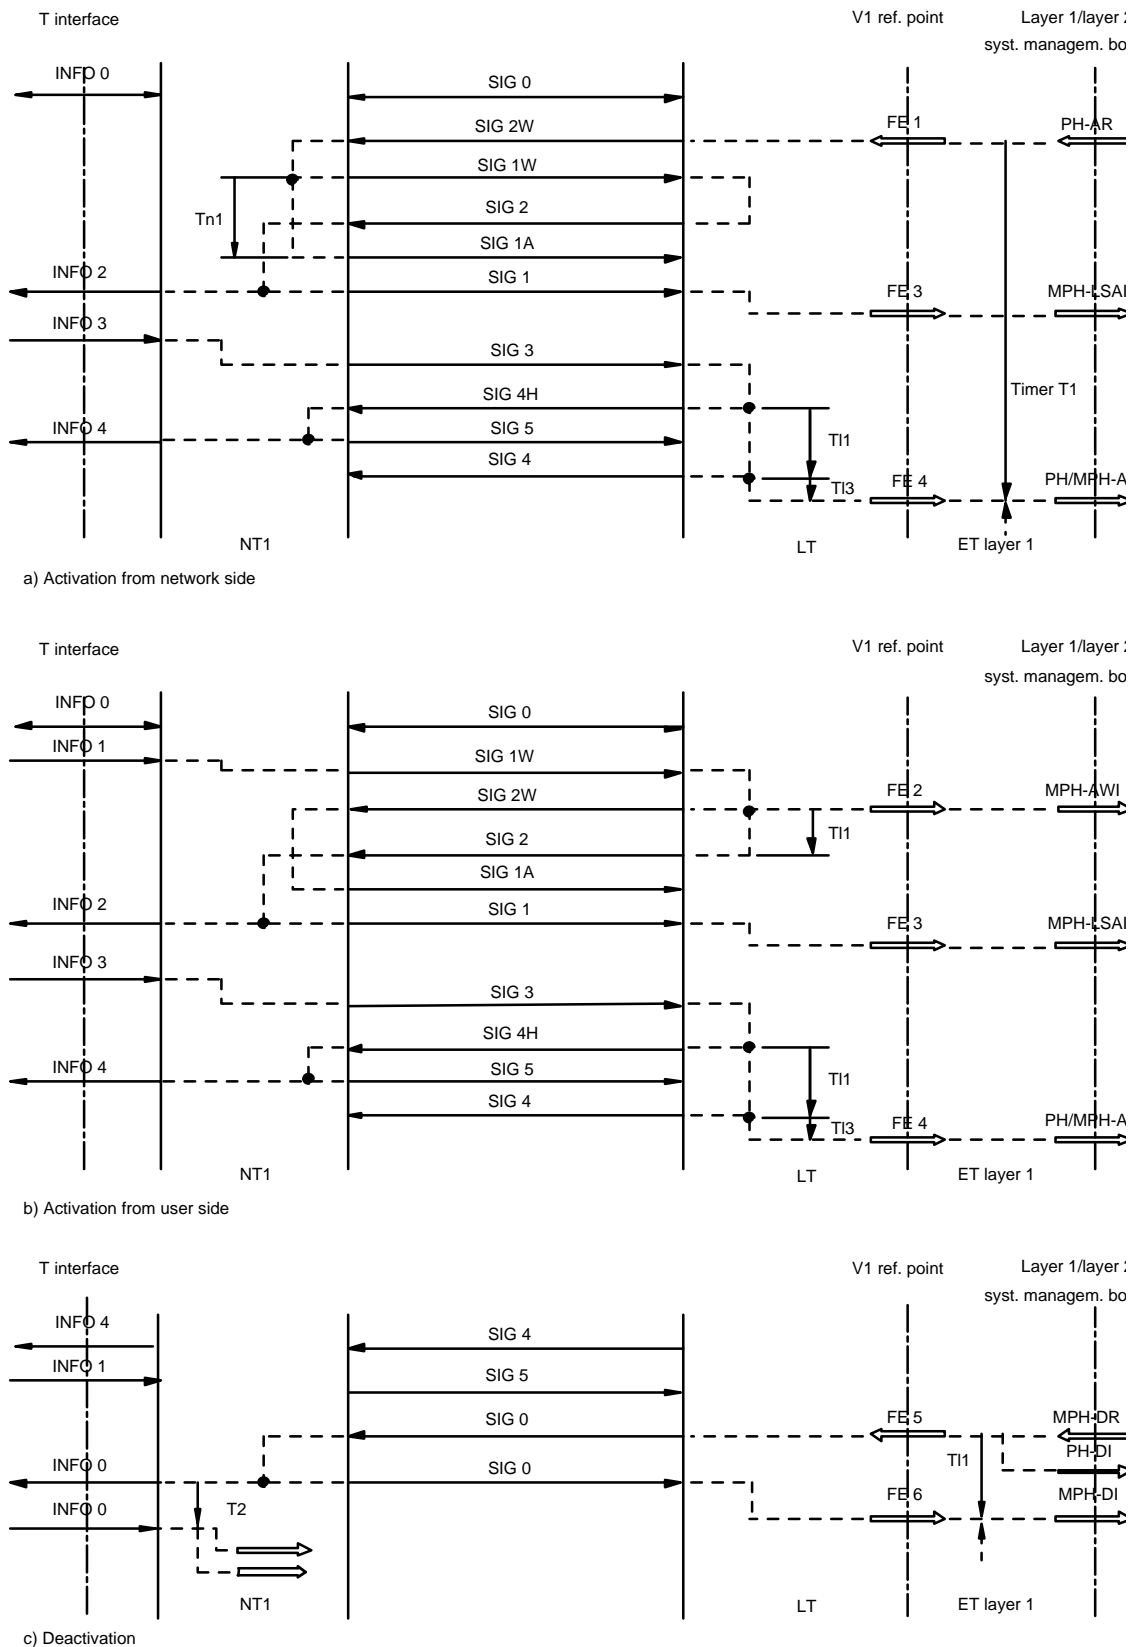 T interface
V1 ref. point
Layer 1/layer 2
syst. managem. bo
INFO 0
SIG 0
SIG 2W
FE 1
PH-AR
SIG 1W
Tn1
SIG 2
SIG 1A
INFO 2
SIG 1
FE 3
MPH-LSAI
INFO 3
SIG 3
Timer T1
SIG 4H
INFO 4
SIG 5
Tl1
SIG 4
FE 4
Tl3
PH/MPH-A
NT1
LT
ET layer 1
a) Activation from network side
T interface
V1 ref. point
Layer 1/layer 2
syst. managem. bo
INFO 0
SIG 0
INFO 1
SIG 1W
SIG 2W
FE 2
MPH-AWI
Tl1
SIG 2
SIG 1A
INFO 2
SIG 1
FE 3
MPH-LSAI
INFO 3
SIG 3
SIG 4H
INFO 4
SIG 5
Tl1
SIG 4
Tl3
FE 4
PH/MPH-A
NT1
LT
ET layer 1
b) Activation from user side
T interface
V1 ref. point
Layer 1/layer 2
syst. managem. bo
INFO 4
SIG 4
INFO 1
SIG 5
SIG 0
FE 5
MPH-DR
PH-DI
Tl1
INFO 0
SIG 0
FE 6
MPH-DI
INFO 0
T2
NT1
LT
ET layer 1
c) Deactivation